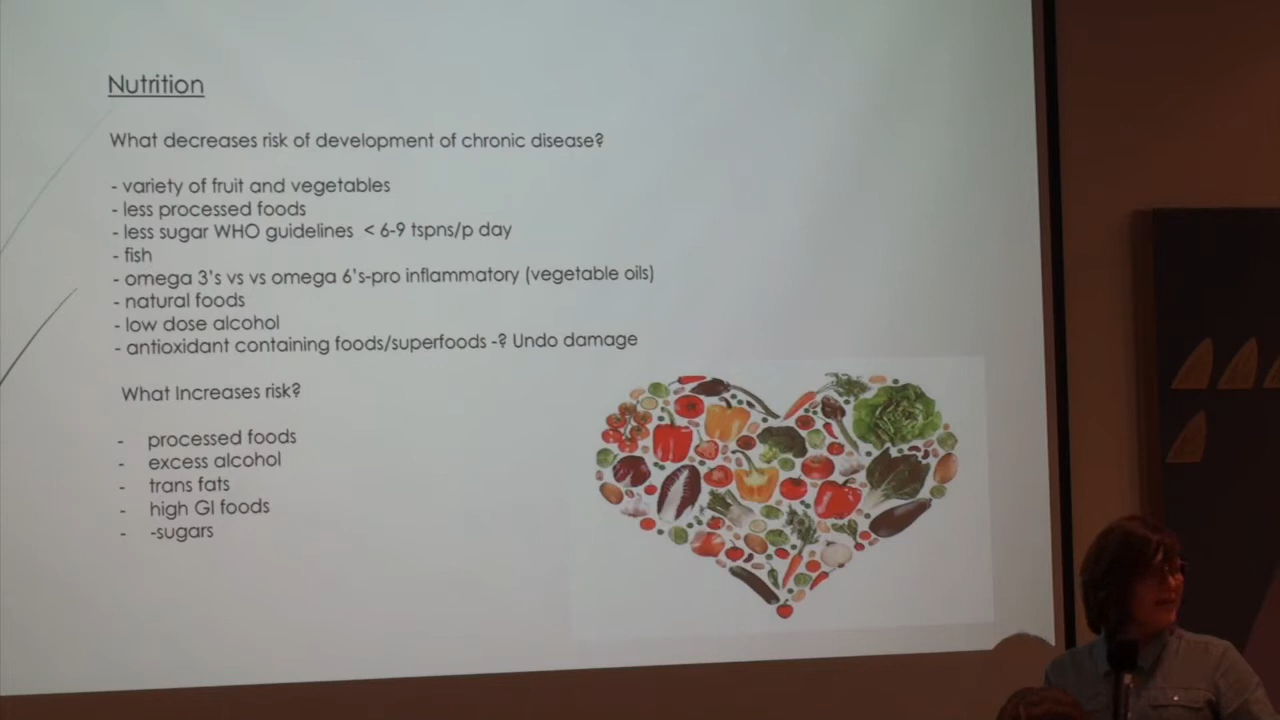 Nutrition
What decreases risk of development of chronic disease?
- variety of fruit and vegetables
- less processed foods
- less sugar WHO guidelines < 6-9 tspns/p day
- fish
- omega 3's vs vs omega 6's-pro inflammatory (vegetable oils)
- natural foods
- low dose alcohol
- antioxidant containing foods/superfoods -? Undo damage
What Increases risk?
- processed foods
- excess alcohol
- trans fats
- high GI foods
- -sugars